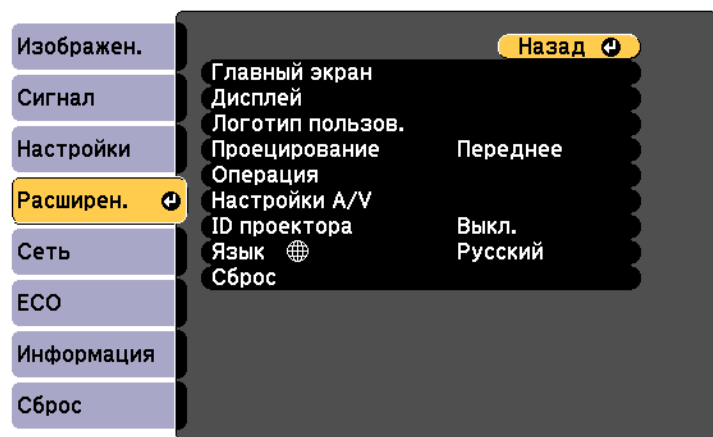 Изображен.
Сигнал
Настройки
Расширен.
Сеть
ECO
Информация
Сброс
Назад
Главный экран
Дисплей
Логотип пользов.
Проецирование Переднее
Операция
Настройки A/V
ID проектора Выкл.
Язык Русский
Сброс